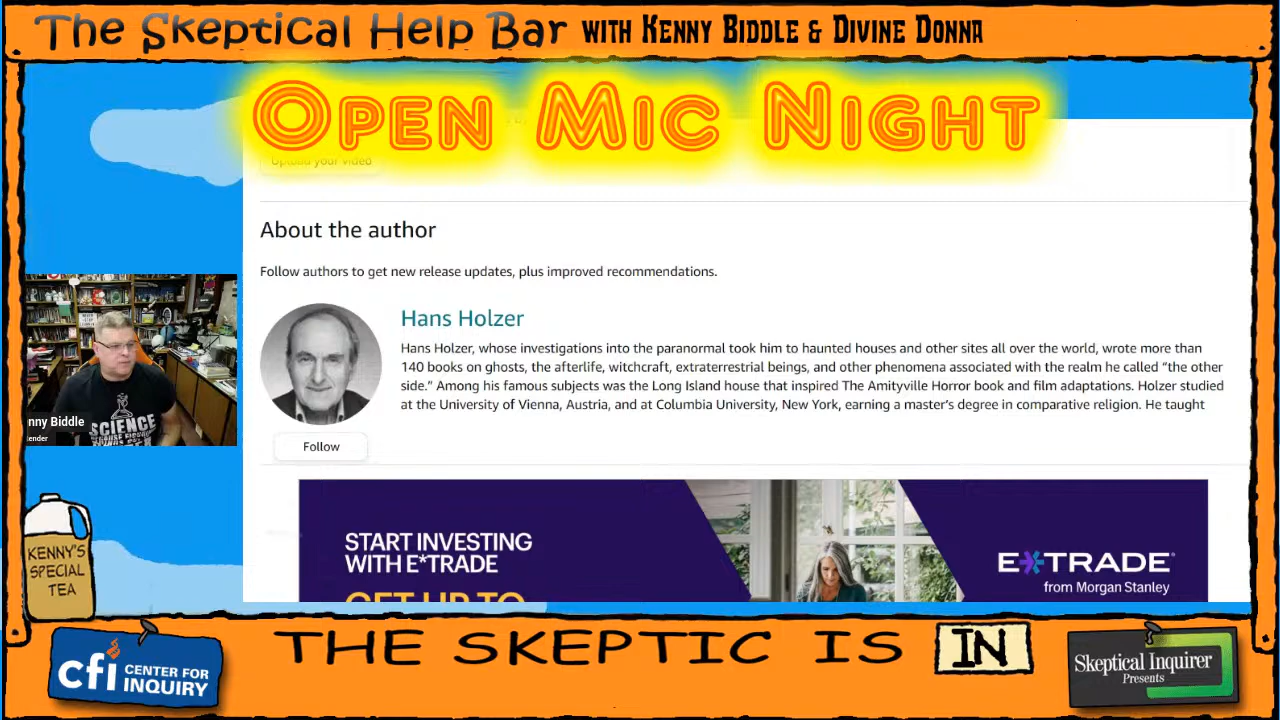 The Skeptical Help Bar with Kenny Biddle & Divine Donna
Open Mic Night
Upload your video
About the author
Follow authors to get new release updates, plus improved recommendations.
Hans Holzer
Hans Holzer, whose investigations into the paranormal took him to haunted houses and other sites all over the world, wrote more than
140 books on ghosts, the afterlife, witchcraft, extraterrestrial beings, and other phenomena associated with the realm he called “the other
side.” Among his famous subjects was the Long Island house that inspired The Amityville Horror book and film adaptations. Holzer studied
at the University of Vienna, Austria, and at Columbia University, New York, earning a master’s degree in comparative religion. He taught
Follow
nny Biddle
SCIENCE
START INVESTING
WITH E*TRADE
GET UP TO
E*TRADE
from Morgan Stanley
KENNY'S
SPECIAL
TEA
THE SKEPTIC IS IN
cfi CENTER FOR
INQUIRY
Skeptical Inquirer
Presents